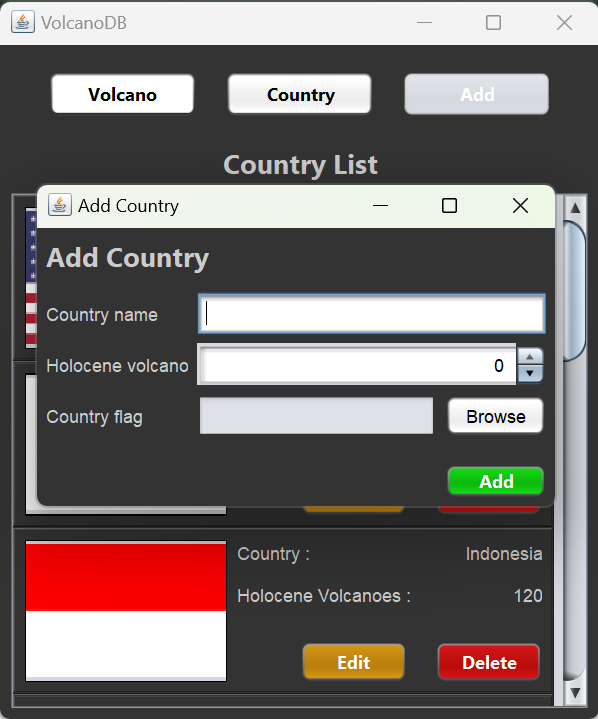 VolcanoDB
Volcano Country Add
Country List
Add Country
Add Country
Country name
Holocene volcano 0
Country flag Browse
Add
Country : Indonesia
Holocene Volcanoes : 120
Edit Delete